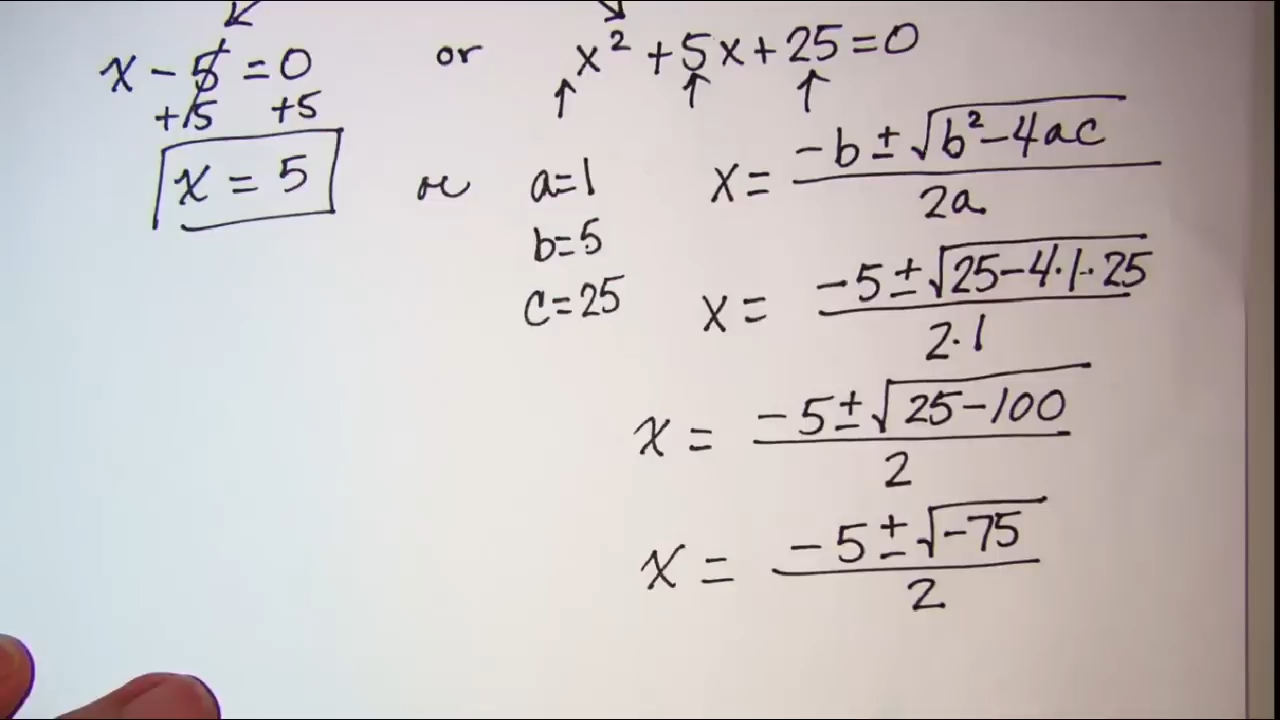 x - 5 = 0 or x² + 5x + 25 = 0
+5 +5
x = 5 or a=1 x = (-b ± √(b² - 4ac)) / 2a
b=5
c=25 x = (-5 ± √(25 - 4·1·25)) / 2·1
x = (-5 ± √(25 - 100)) / 2
x = (-5 ± √(-75)) / 2